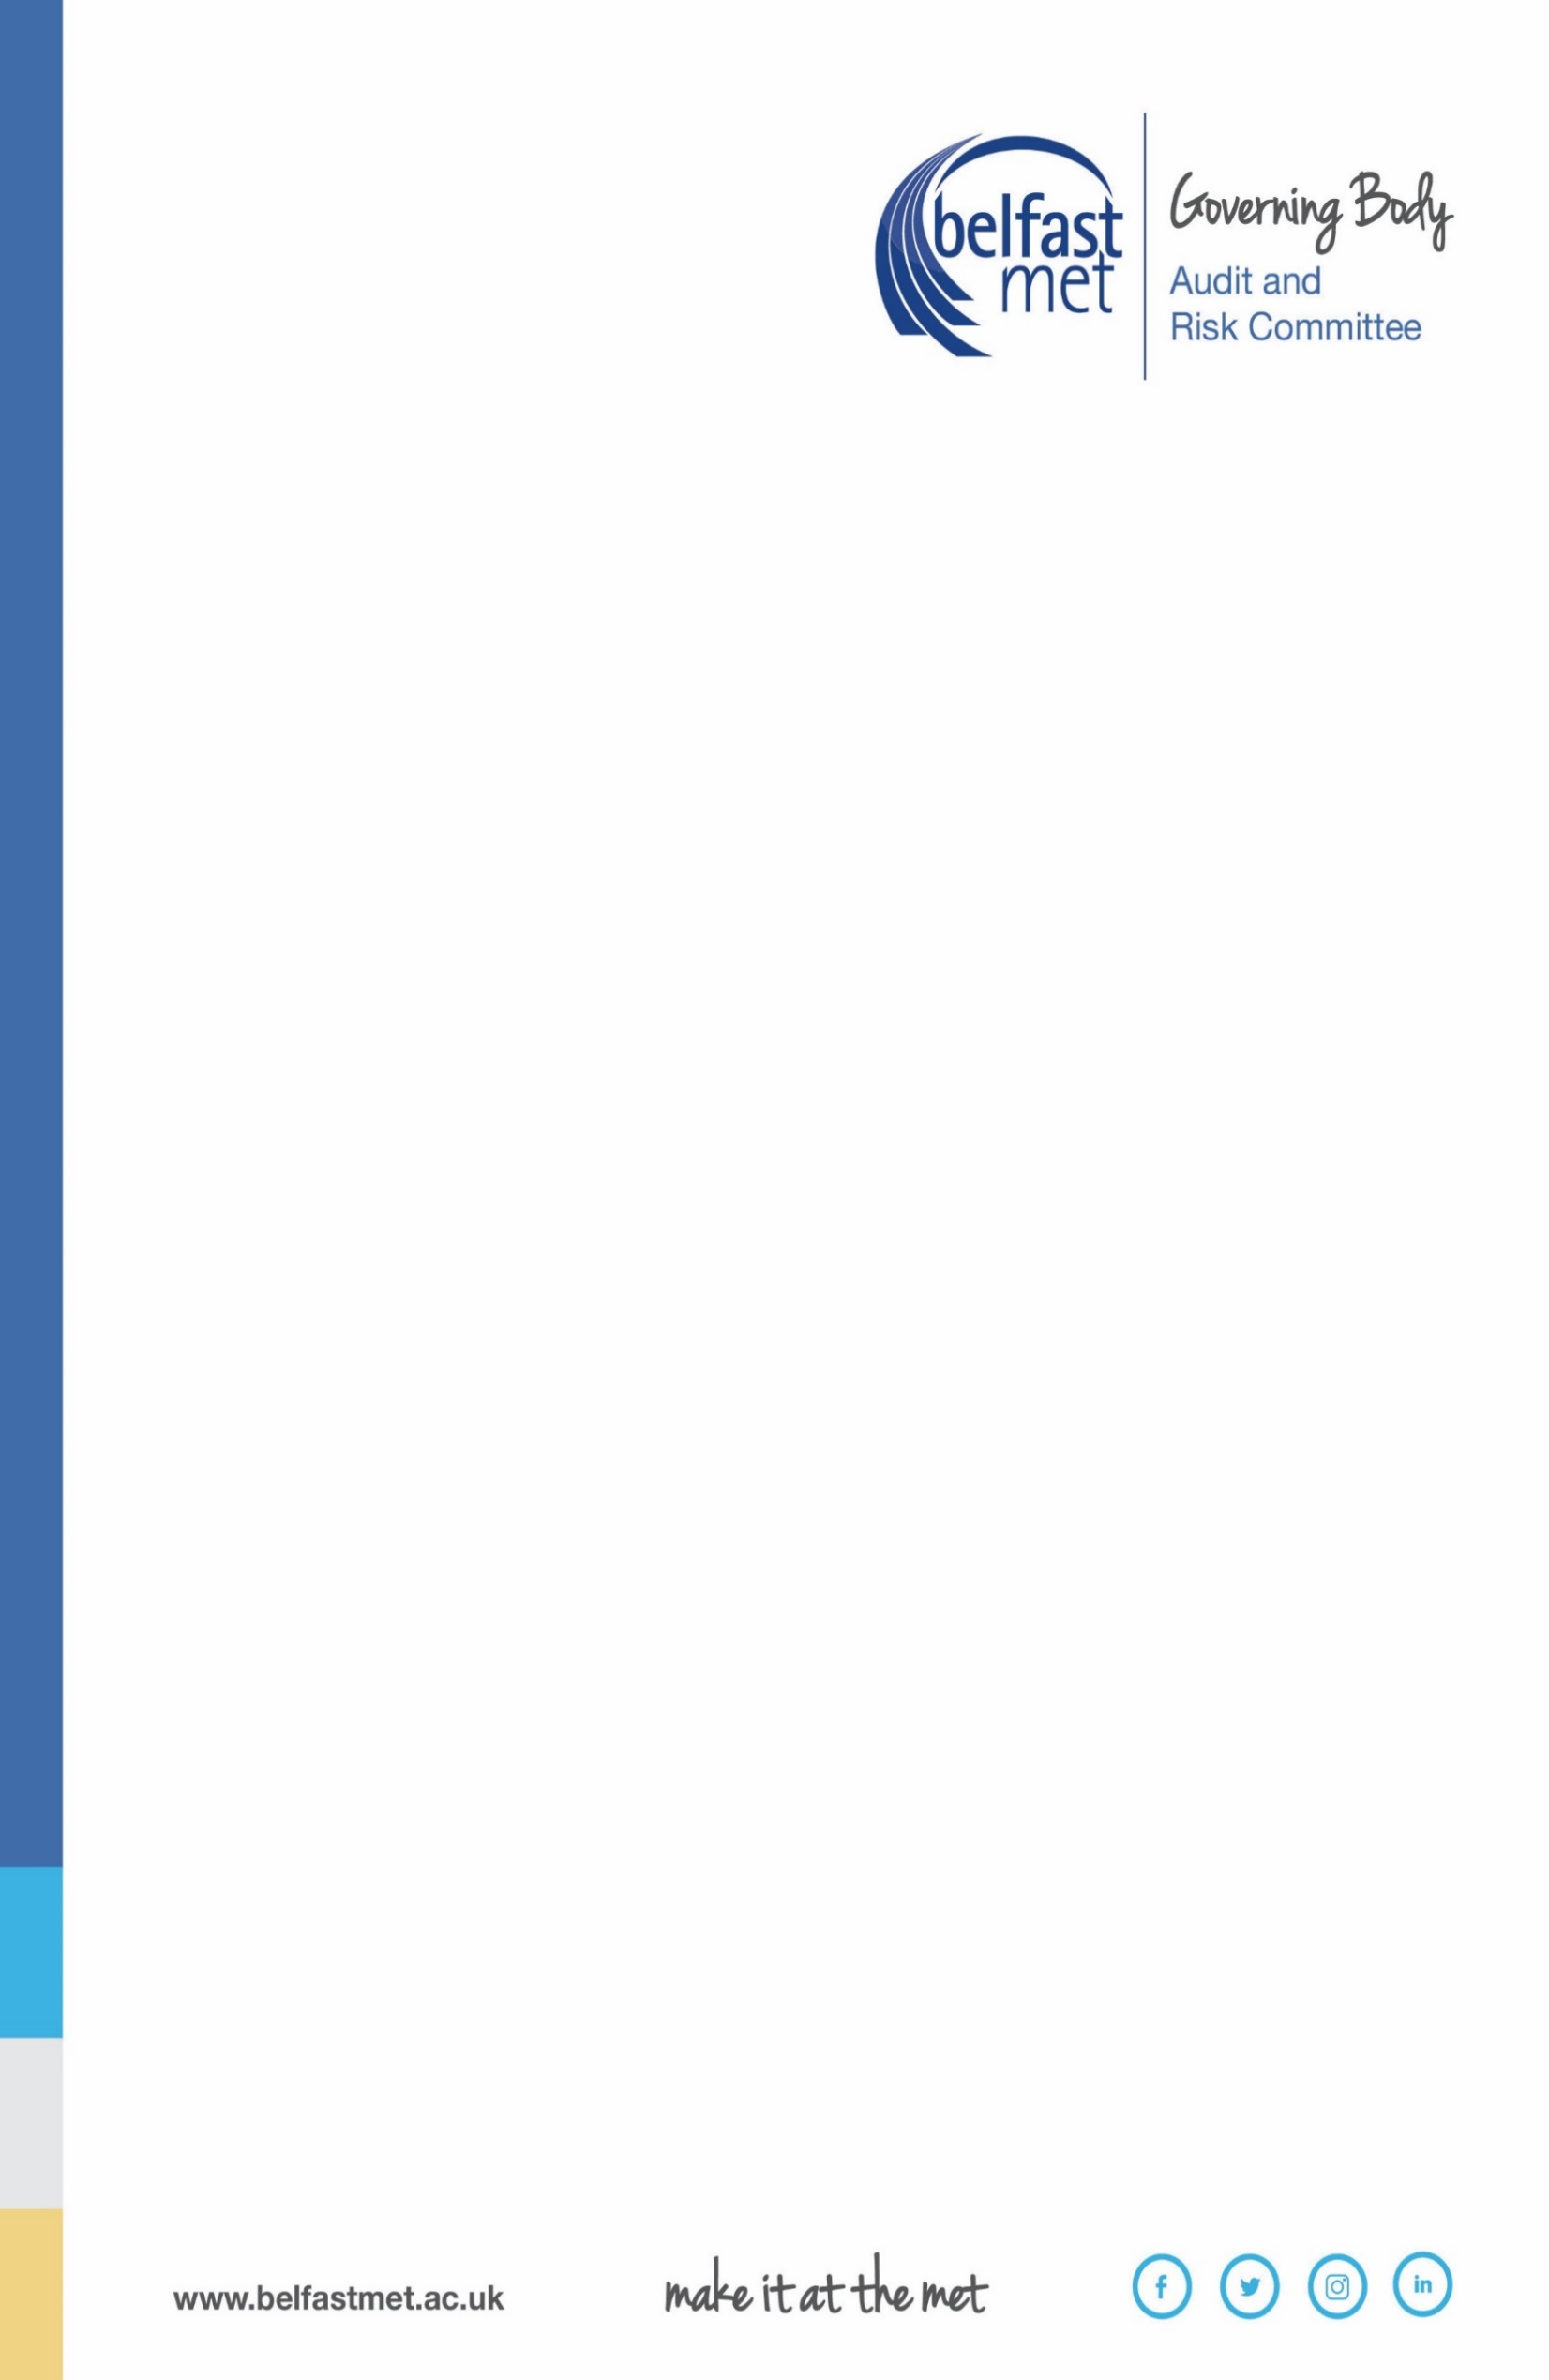 belfast
met
Governing Body
Audit and
Risk Committee
www.belfastmet.ac.uk
make it at the met
f
in